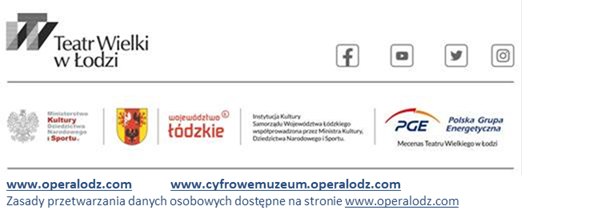 Teatr Wielki
w Łodzi
Ministerstwo
Kultury
Dziedzictwa
Narodowego
i Sportu.
województwo
łódzkie
Instytucja Kultury
Samorządu Województwa Łódzkiego
współprowadzona przez Ministra Kultury,
Dziedzictwa Narodowego i Sportu.
PGE Polska Grupa
Energetyczna
Mecenas Teatru Wielkiego w Łodzi
www.operalodz.com www.cyfrowemuzeum.operalodz.com
Zasady przetwarzania danych osobowych dostępne na stronie www.operalodz.com